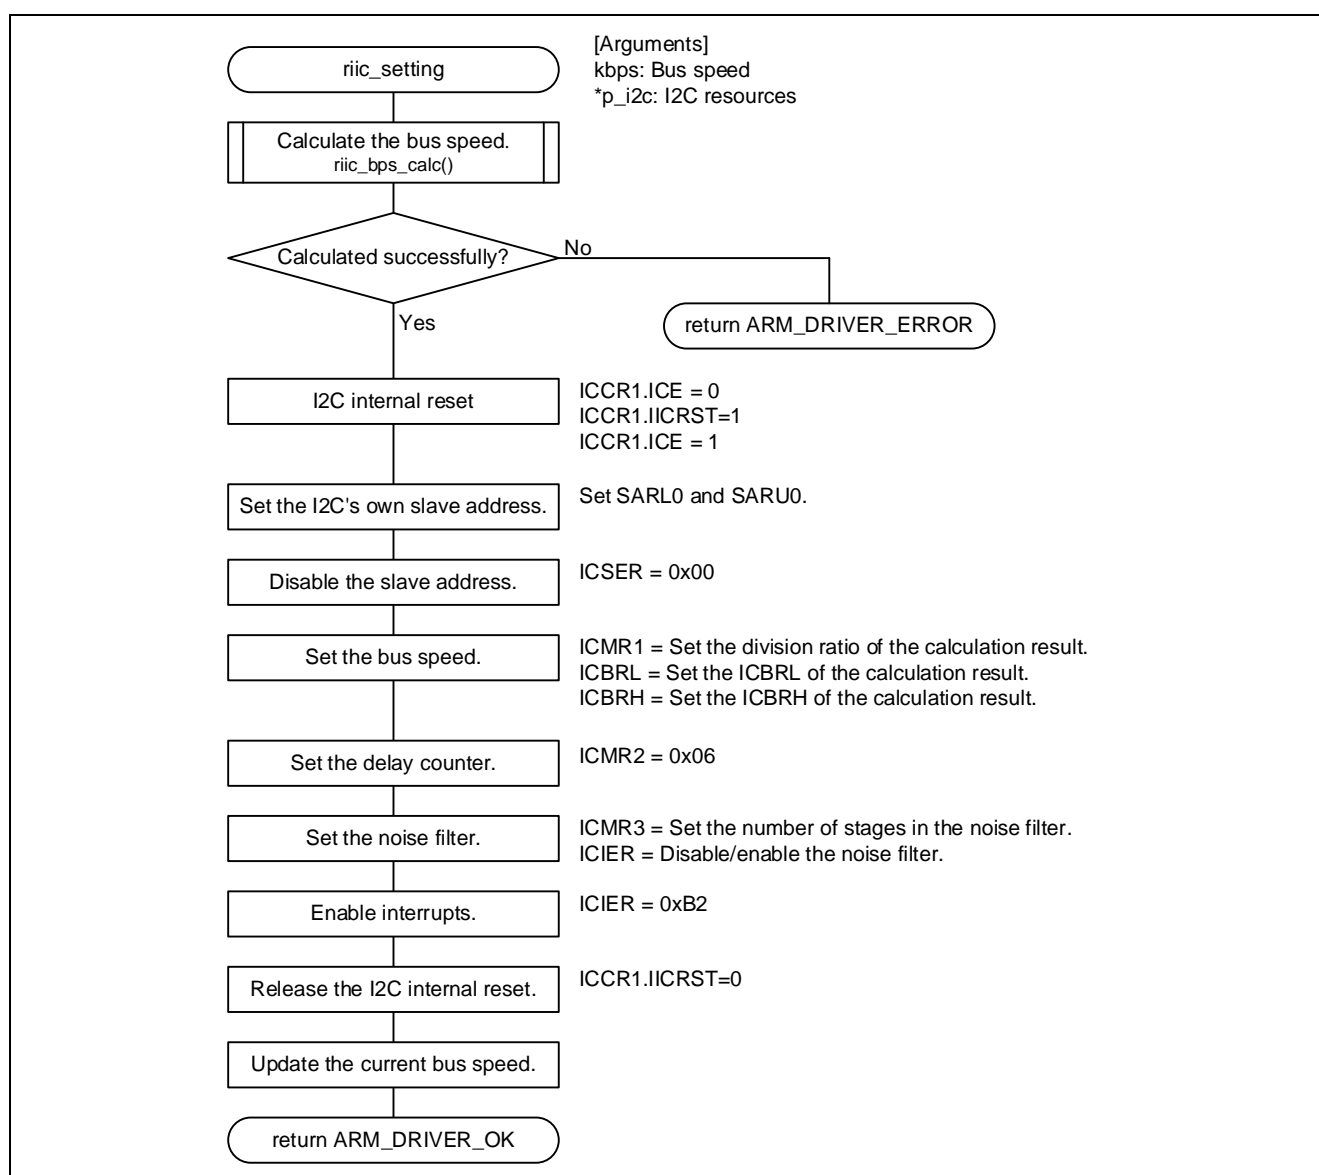 riic_setting
[Arguments]
kbps: Bus speed
*p_i2c: I2C resources
Calculate the bus speed.
riic_bps_calc()
Calculated successfully?
No
Yes
return ARM_DRIVER_ERROR
I2C internal reset
ICCR1.ICE = 0
ICCR1.IICRST=1
ICCR1.ICE = 1
Set the I2C's own slave address.
Set SARL0 and SARU0.
Disable the slave address.
ICSER = 0x00
Set the bus speed.
ICMR1 = Set the division ratio of the calculation result.
ICBRL = Set the ICBRL of the calculation result.
ICBRH = Set the ICBRH of the calculation result.
Set the delay counter.
ICMR2 = 0x06
Set the noise filter.
ICMR3 = Set the number of stages in the noise filter.
ICIER = Disable/enable the noise filter.
Enable interrupts.
ICIER = 0xB2
Release the I2C internal reset.
ICCR1.IICRST=0
Update the current bus speed.
return ARM_DRIVER_OK